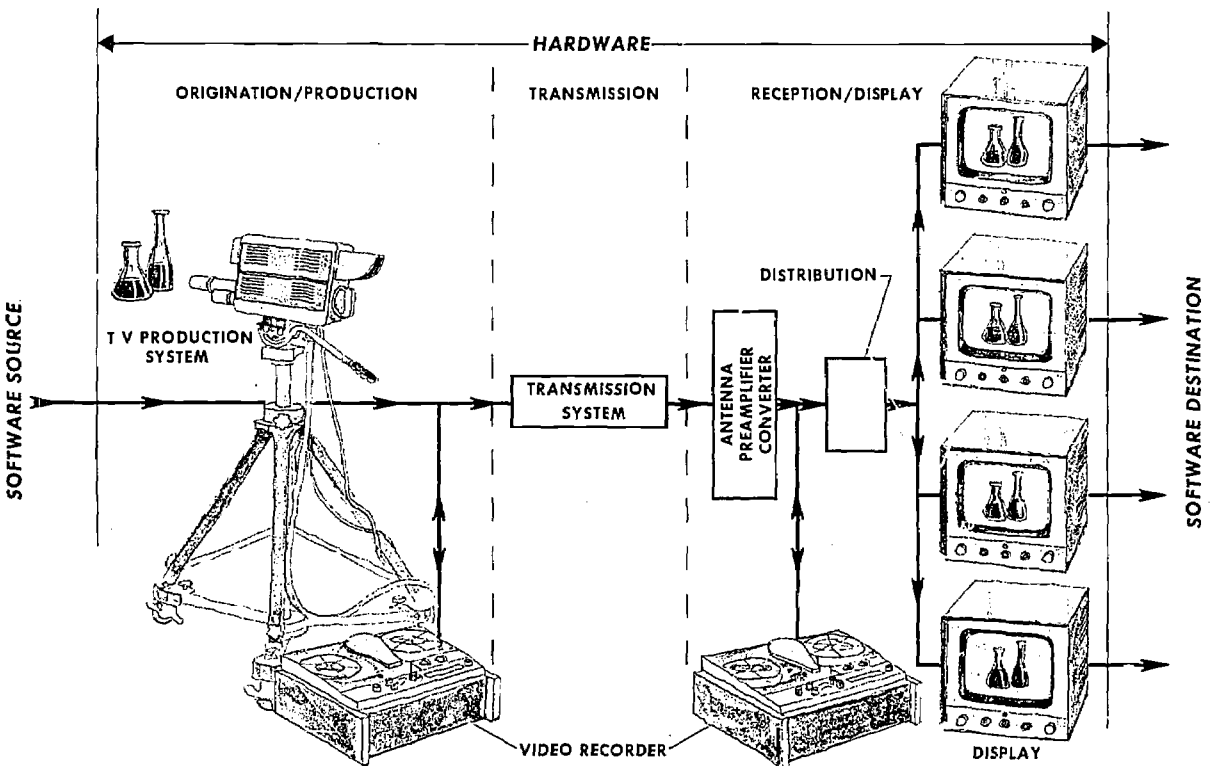 HARDWARE
ORIGINATION/PRODUCTION
TRANSMISSION
RECEPTION/DISPLAY
SOFTWARE SOURCE
T V PRODUCTION
SYSTEM
TRANSMISSION
SYSTEM
ANTENNA
PREAMPLIFIER
CONVERTER
DISTRIBUTION
SOFTWARE DESTINATION
VIDEO RECORDER
DISPLAY